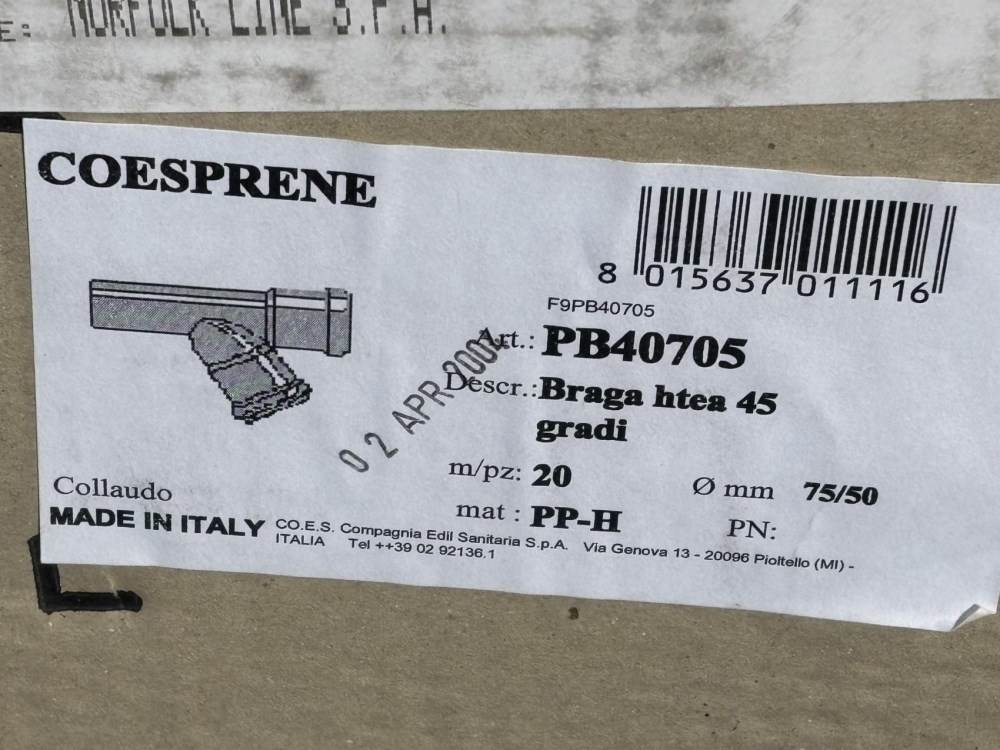 E: NORFOLK LINE S.P.A.
COESPRENE
8 015637 011116
F9PB40705
Art.: PB40705
Descr.: Braga htea 45
gradi
02 APR 2004
m/pz: 20
Ø mm 75/50
mat : PP-H
PN:
Collaudo
MADE IN ITALY
CO.E.S. Compagnia Edil Sanitaria S.p.A. Via Genova 13 - 20096 Pioltello (MI) -
ITALIA Tel ++39 02 92136.1